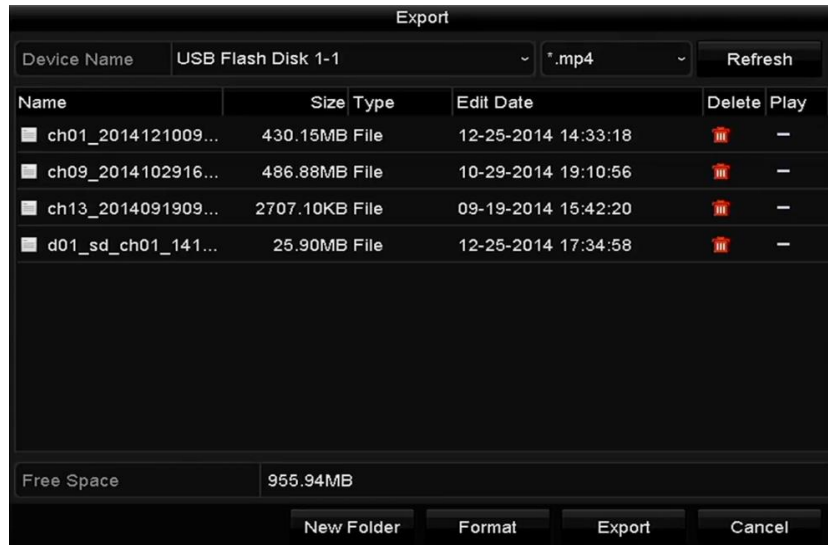 Export
Device Name USB Flash Disk 1-1 *.mp4 Refresh
Name Size Type Edit Date Delete Play
ch01_2014121009... 430.15MB File 12-25-2014 14:33:18
ch09_2014102916... 486.88MB File 10-29-2014 19:10:56
ch13_2014091909... 2707.10KB File 09-19-2014 15:42:20
d01_sd_ch01_141... 25.90MB File 12-25-2014 17:34:58
Free Space 955.94MB
New Folder Format Export Cancel